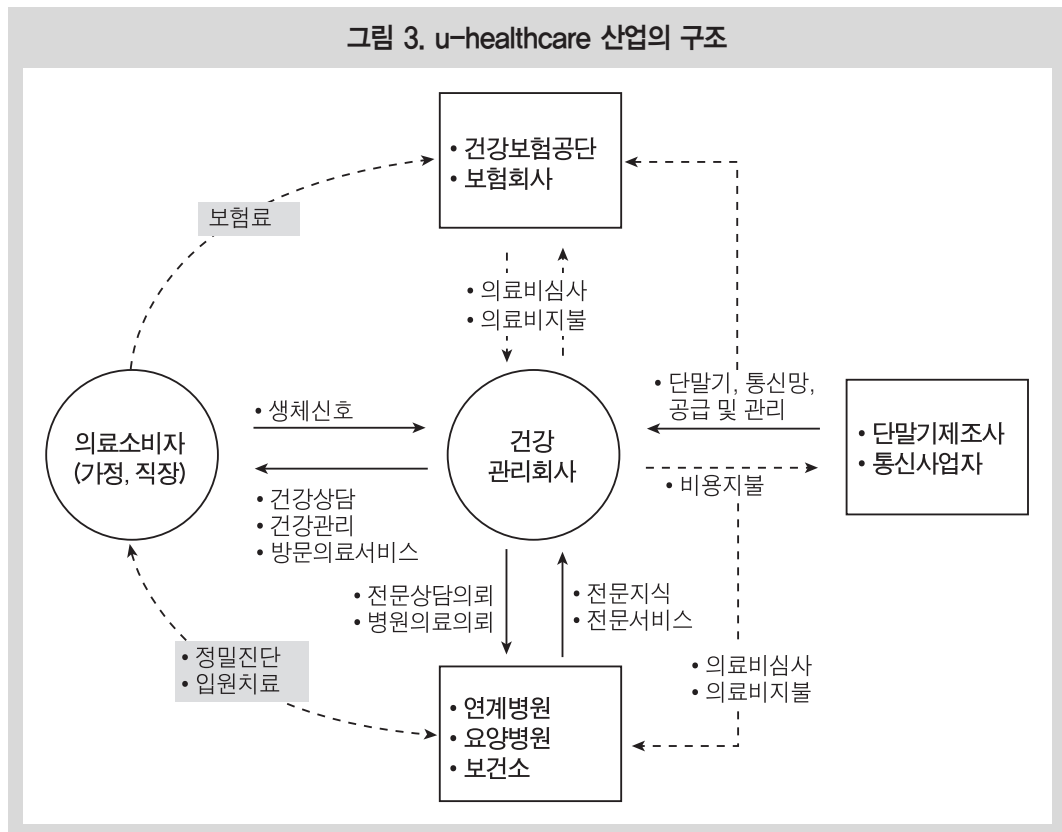 그림 3. u-healthcare 산업의 구조
• 건강보험공단
• 보험회사
보험료
• 의료비심사
• 의료비지불
• 단말기, 통신망,
공급 및 관리
• 생체신호
의료소비자
(가정, 직장)
건강
관리회사
• 단말기제조사
• 통신사업자
• 비용지불
• 건강상담
• 건강관리
• 방문의료서비스
• 전문상담의뢰
• 병원의료의뢰
• 전문지식
• 전문서비스
• 정밀진단
• 입원치료
• 의료비심사
• 의료비지불
• 연계병원
• 요양병원
• 보건소